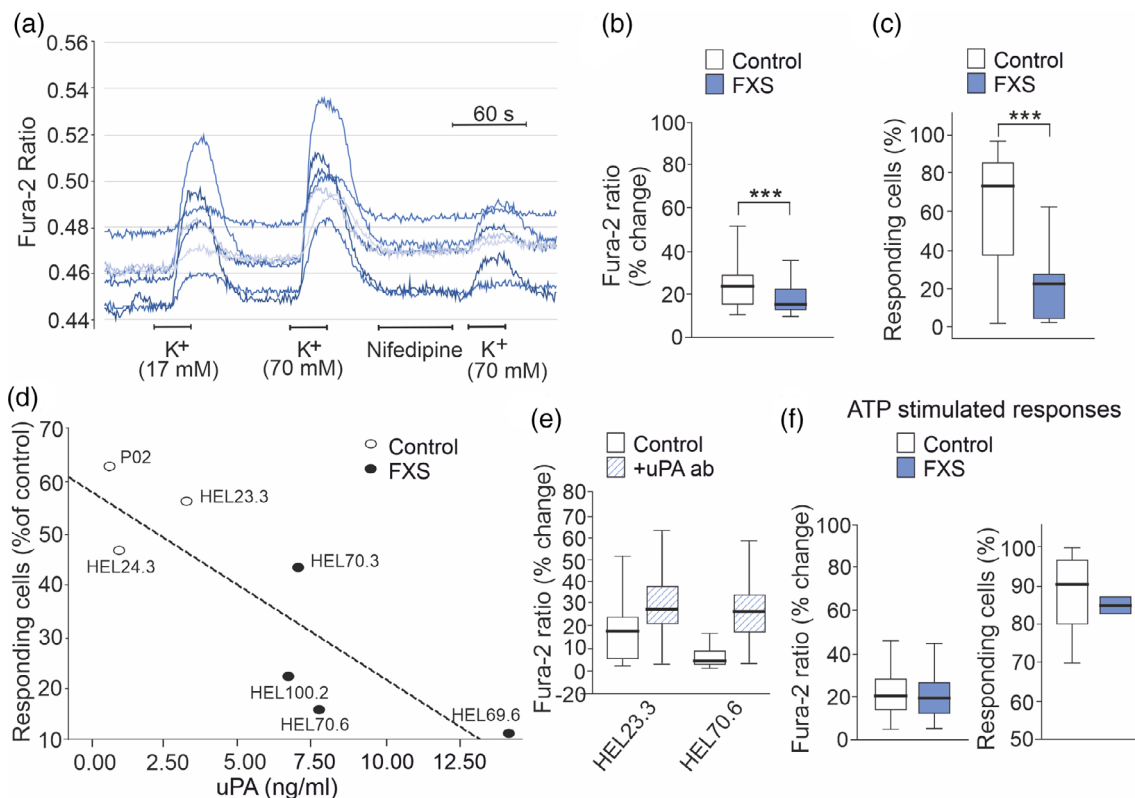 (a)
0.56
0.54
0.52
0.50
0.48
0.46
0.44
Fura-2 Ratio
60 s
K+
(17 mM)
K+
(70 mM)
Nifedipine
K+
(70 mM)
(b)
Control
FXS
100
80
60
40
20
0
Fura-2 ratio
(% change)
***
(c)
Control
FXS
100
80
60
40
20
0
Responding cells (%)
***
(d)
70
60
50
40
30
20
10
Responding cells (%of control)
Control
FXS
P02
HEL23.3
HEL24.3
HEL70.3
HEL100.2
HEL70.6
HEL69.6
0.00
2.50
5.00
7.50
10.00
12.50
uPA (ng/ml)
(e)
Control
+uPA ab
80
70
60
50
40
30
20
10
0
-20
Fura-2 ratio (% change)
HEL23.3
HEL70.6
(f)
ATP stimulated responses
Control
FXS
100
80
60
40
20
0
Fura-2 ratio (% change)
100
90
80
70
60
50
Responding cells (%)